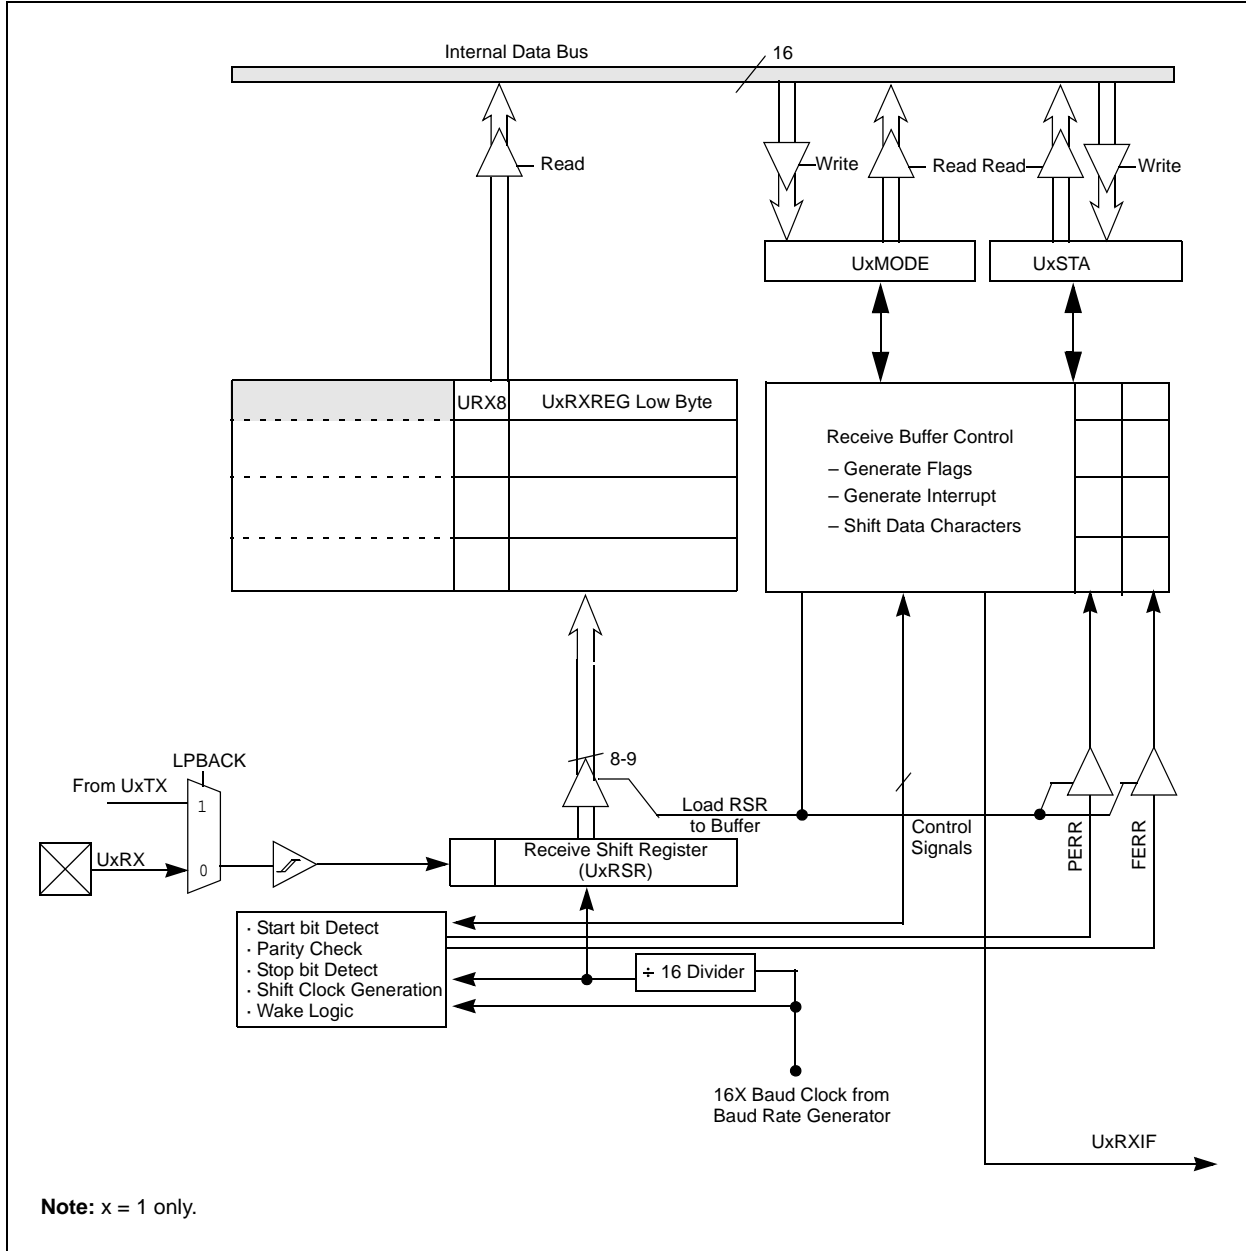 Internal Data Bus
16
Read
Write
Read Read
Write
UxMODE
UxSTA
URX8
UxRXREG Low Byte
Receive Buffer Control
– Generate Flags
– Generate Interrupt
– Shift Data Characters
LPBACK
From UxTX
1
8-9
Load RSR
to Buffer
Control
Signals
PERR
FERR
UxRX
0
Receive Shift Register
(UxRSR)
· Start bit Detect
· Parity Check
· Stop bit Detect
· Shift Clock Generation
· Wake Logic
÷ 16 Divider
16X Baud Clock from
Baud Rate Generator
UxRXIF
Note: x = 1 only.